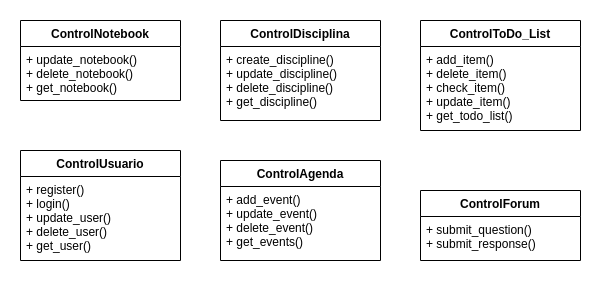 ControlNotebook
+ update_notebook()
+ delete_notebook()
+ get_notebook()
ControlDisciplina
+ create_discipline()
+ update_discipline()
+ delete_discipline()
+ get_discipline()
ControlToDo_List
+ add_item()
+ delete_item()
+ check_item()
+ update_item()
+ get_todo_list()
ControlUsuario
+ register()
+ login()
+ update_user()
+ delete_user()
+ get_user()
ControlAgenda
+ add_event()
+ update_event()
+ delete_event()
+ get_events()
ControlForum
+ submit_question()
+ submit_response()